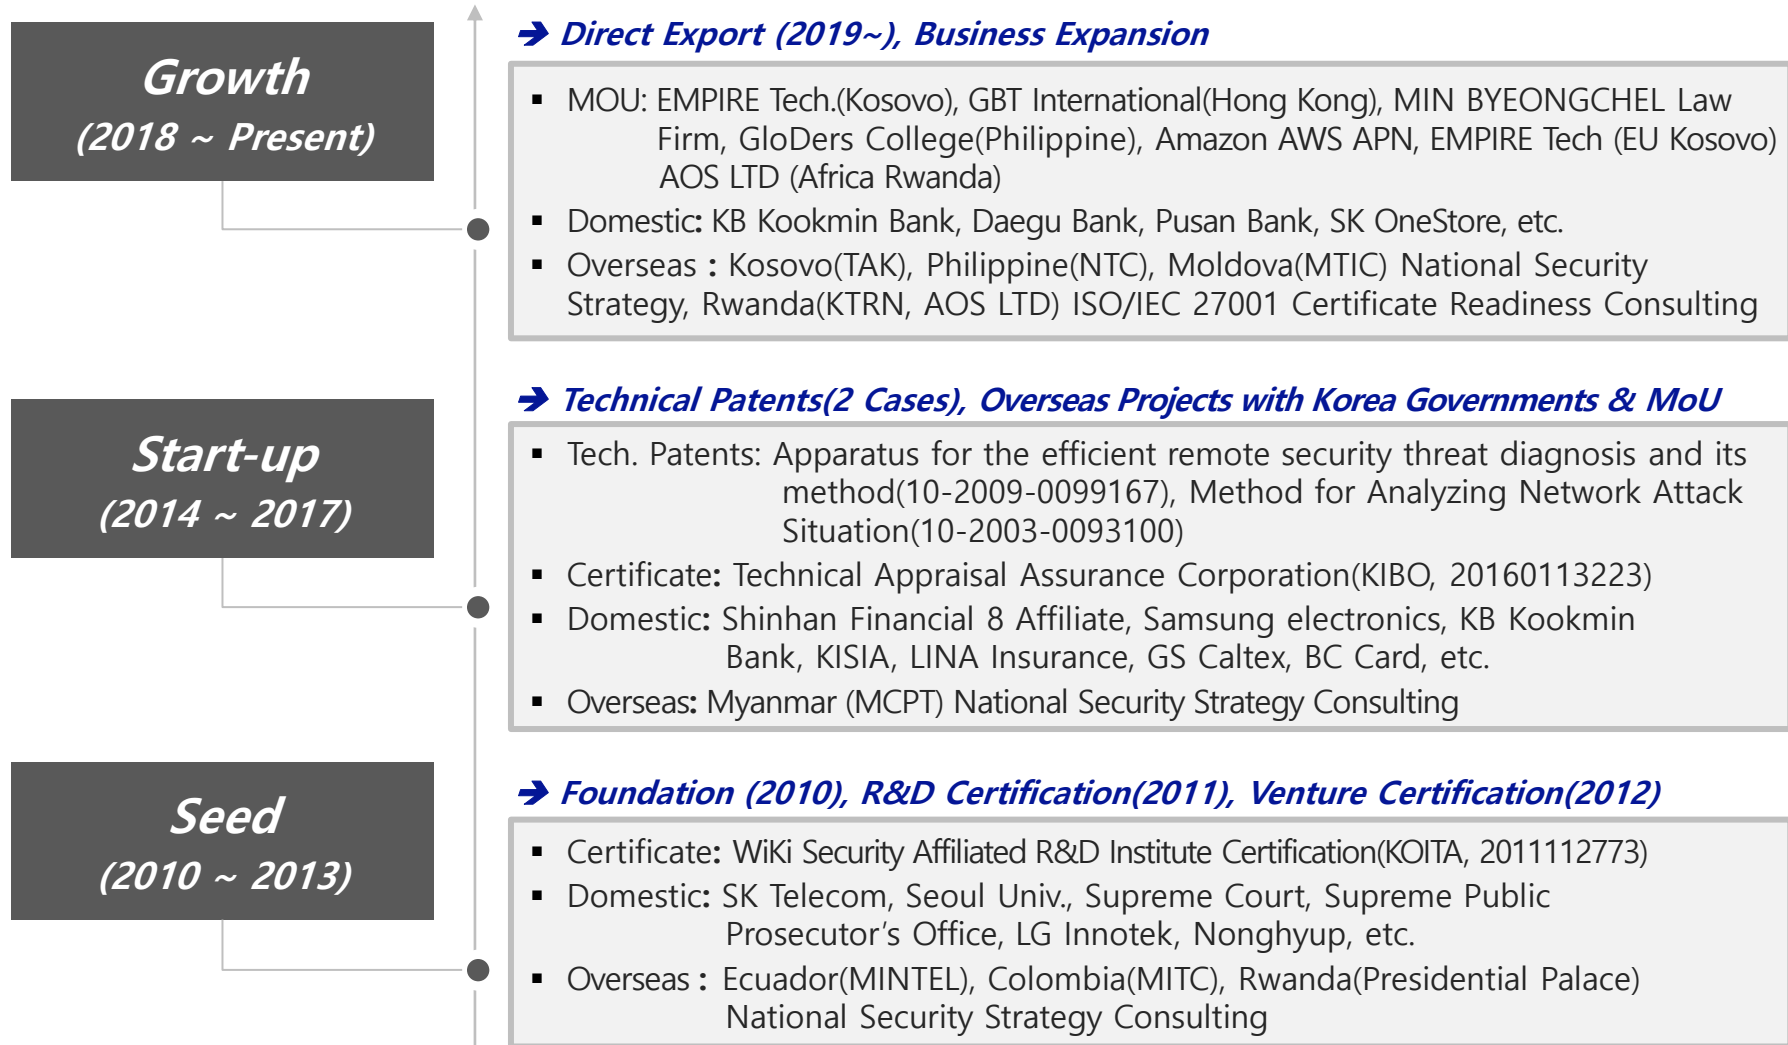 Growth
(2018 ~ Present)
➔ Direct Export (2019~), Business Expansion
▪ MOU: EMPIRE Tech.(Kosovo), GBT International(Hong Kong), MIN BYEONGCHEL Law
Firm, GloDers College(Philippine), Amazon AWS APN, EMPIRE Tech (EU Kosovo)
AOS LTD (Africa Rwanda)
▪ Domestic: KB Kookmin Bank, Daegu Bank, Pusan Bank, SK OneStore, etc.
▪ Overseas : Kosovo(TAK), Philippine(NTC), Moldova(MTIC) National Security
Strategy, Rwanda(KTRN, AOS LTD) ISO/IEC 27001 Certificate Readiness Consulting
Start-up
(2014 ~ 2017)
➔ Technical Patents(2 Cases), Overseas Projects with Korea Governments & MoU
▪ Tech. Patents: Apparatus for the efficient remote security threat diagnosis and its
method(10-2009-0099167), Method for Analyzing Network Attack
Situation(10-2003-0093100)
▪ Certificate: Technical Appraisal Assurance Corporation(KIBO, 20160113223)
▪ Domestic: Shinhan Financial 8 Affiliate, Samsung electronics, KB Kookmin
Bank, KISIA, LINA Insurance, GS Caltex, BC Card, etc.
▪ Overseas: Myanmar (MCPT) National Security Strategy Consulting
Seed
(2010 ~ 2013)
➔ Foundation (2010), R&D Certification(2011), Venture Certification(2012)
▪ Certificate: WiKi Security Affiliated R&D Institute Certification(KOITA, 2011112773)
▪ Domestic: SK Telecom, Seoul Univ., Supreme Court, Supreme Public
Prosecutor’s Office, LG Innotek, Nonghyup, etc.
▪ Overseas : Ecuador(MINTEL), Colombia(MITC), Rwanda(Presidential Palace)
National Security Strategy Consulting